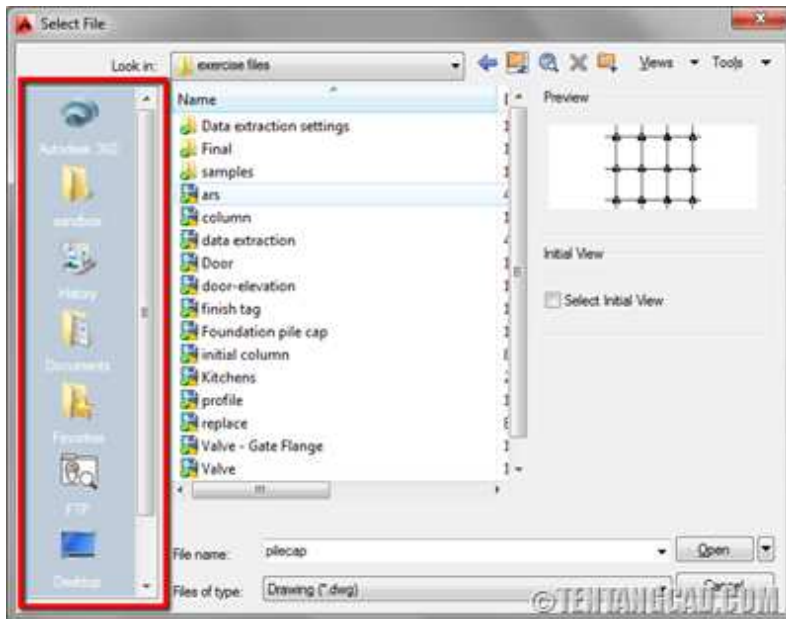 Select File
Look in:
exercise files
Views
Tools
Autodesk 360
sandbox
History
Documents
Favorites
FTP
Desktop
Name
Data extraction settings
Final
samples
ars
column
data extraction
Door
door-elevation
finish tag
Foundation pile cap
initial column
Kitchens
profile
replace
Valve - Gate Flange
Valve
Preview
Initial View
Select Initial View
File name:
pilecap
Open
Files of type:
Drawing (*.dwg)
Cancel
©TENTANGCAD.COM